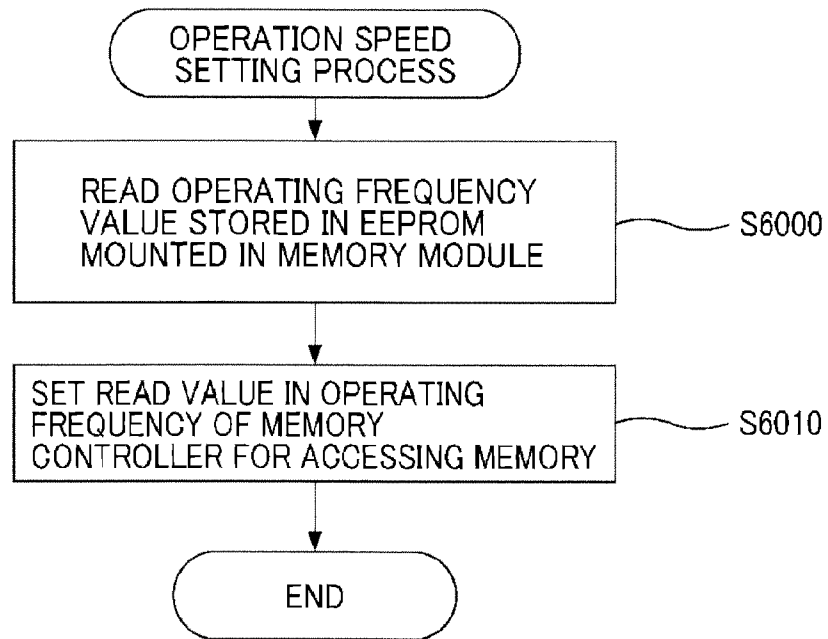 OPERATION SPEED
SETTING PROCESS
READ OPERATING FREQUENCY
VALUE STORED IN EEPROM
MOUNTED IN MEMORY MODULE
S6000
SET READ VALUE IN OPERATING
FREQUENCY OF MEMORY
CONTROLLER FOR ACCESSING MEMORY
S6010
END